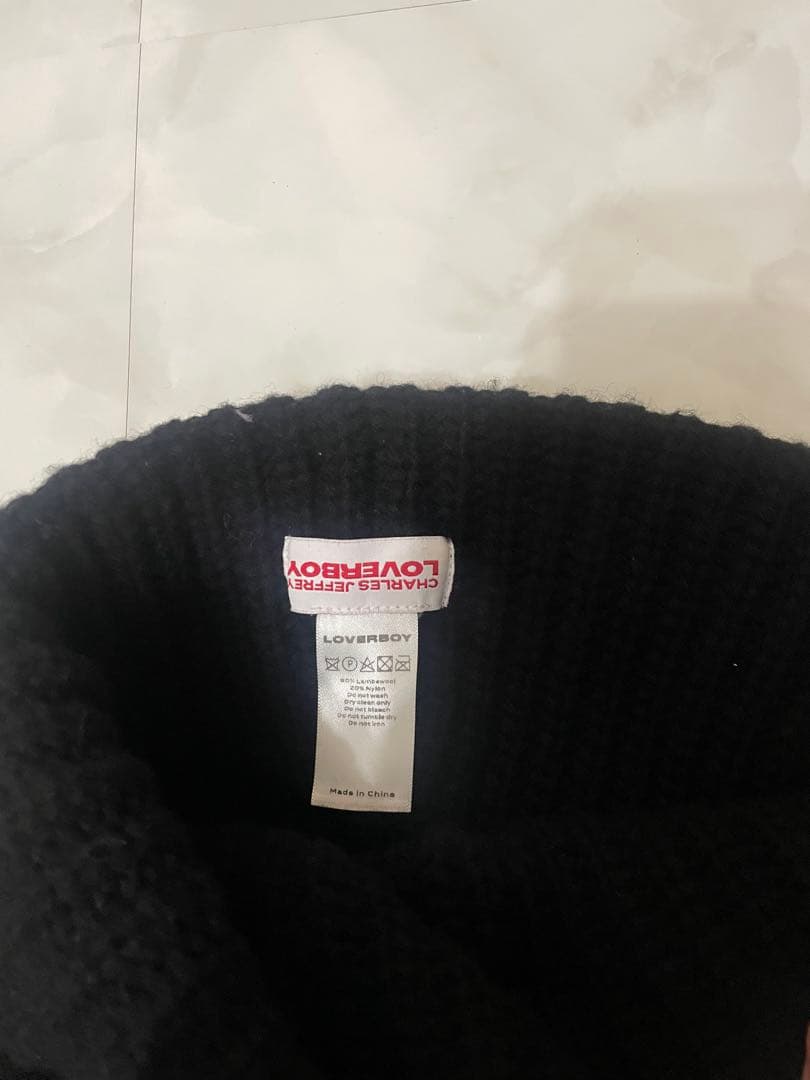 CHARLES JEFFREY
LOVERBOY
LOVERBOY
P
80% Lambswool
20% Nylon
Do not wash
Dry clean only
Do not bleach
Do not tumble dry
Do not iron
Made in China